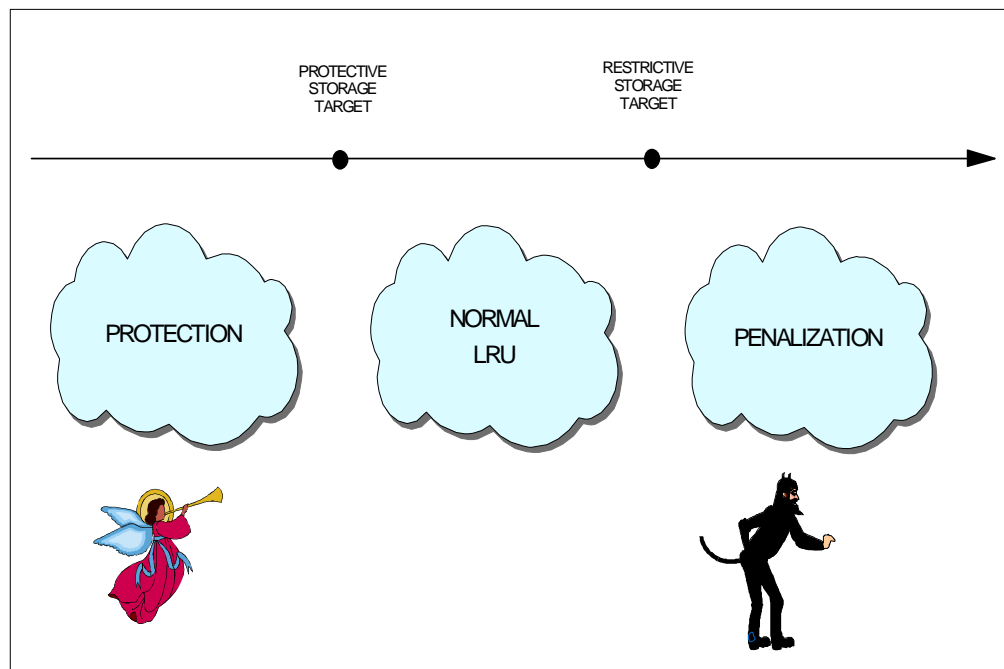 PROTECTIVE
STORAGE
TARGET
RESTRICTIVE
STORAGE
TARGET
PROTECTION
NORMAL
LRU
PENALIZATION